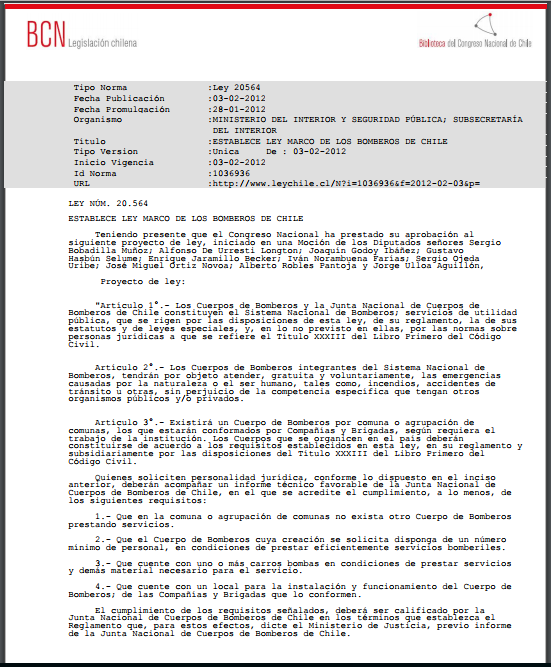 BCN Legislación chilena
Biblioteca del Congreso Nacional de Chile
Tipo Norma :Ley 20564
Fecha Publicación :03-02-2012
Fecha Promulgación :28-01-2012
Organismo :MINISTERIO DEL INTERIOR Y SEGURIDAD PÚBLICA; SUBSECRETARÍA
DEL INTERIOR
Título :ESTABLECE LEY MARCO DE LOS BOMBEROS DE CHILE
Tipo Version :Unica De : 03-02-2012
Inicio Vigencia :03-02-2012
Id Norma :1036936
URL :http://www.leychile.cl/N?i=1036936&f=2012-02-03&p=
LEY NÚM. 20.564
ESTABLECE LEY MARCO DE LOS BOMBEROS DE CHILE
Teniendo presente que el Congreso Nacional ha prestado su aprobación al
siguiente proyecto de ley, iniciado en una Moción de los Diputados señores Sergio
Bobadilla Muñoz; Alfonso De Urresti Longton; Joaquín Godoy Ibáñez; Gustavo
Hasbún Selume; Enrique Jaramillo Becker; Iván Norambuena Farías; Sergio Ojeda
Uribe; José Miguel Ortiz Novoa; Alberto Robles Pantoja y Jorge Ulloa Aguillón,
Proyecto de ley:
"Artículo 1°.- Los Cuerpos de Bomberos y la Junta Nacional de Cuerpos de
Bomberos de Chile constituyen el Sistema Nacional de Bomberos; servicios de utilidad
pública, que se rigen por las disposiciones de esta ley, de su reglamento, la de sus
estatutos y de leyes especiales, y, en lo no previsto en ellas, por las normas sobre
personas jurídicas a que se refiere el Título XXXIII del Libro Primero del Código
Civil.
Artículo 2°.- Los Cuerpos de Bomberos integrantes del Sistema Nacional de
Bomberos, tendrán por objeto atender, gratuita y voluntariamente, las emergencias
causadas por la naturaleza o el ser humano, tales como, incendios, accidentes de
tránsito u otras, sin perjuicio de la competencia específica que tengan otros
organismos públicos y/o privados.
Artículo 3°.- Existirá un Cuerpo de Bomberos por comuna o agrupación de
comunas, los que estarán conformados por Compañías y Brigadas, según requiera el
trabajo de la institución. Los Cuerpos que se organicen en el país deberán
constituirse de acuerdo a los requisitos establecidos en esta ley, en su reglamento y
subsidiariamente por las disposiciones del Título XXXIII del Libro Primero del
Código Civil.
Quienes soliciten personalidad jurídica, conforme lo dispuesto en el inciso
anterior, deberán acompañar un informe técnico favorable de la Junta Nacional de
Cuerpos de Bomberos de Chile, en el que se acredite el cumplimiento, a lo menos, de
los siguientes requisitos:
1.- Que en la comuna o agrupación de comunas no exista otro Cuerpo de Bomberos
prestando servicios.
2.- Que el Cuerpo de Bomberos cuya creación se solicita disponga de un número
mínimo de personal, en condiciones de prestar eficientemente servicios bomberiles.
3.- Que cuente con uno o más carros bombas en condiciones de prestar servicios
y demás material necesario para el servicio.
4.- Que cuente con un local para la instalación y funcionamiento del Cuerpo de
Bomberos; de las Compañías y Brigadas que lo conformen.
El cumplimiento de los requisitos señalados, deberá ser calificado por la
Junta Nacional de Cuerpos de Bomberos de Chile en los términos que establezca el
Reglamento que, para estos efectos, dicte el Ministerio de Justicia, previo informe
de la Junta Nacional de Cuerpos de Bomberos de Chile.